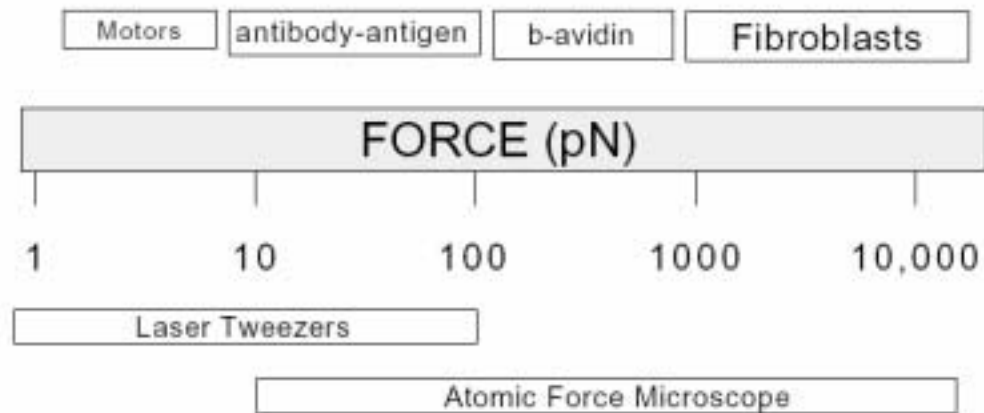 Motors antibody-antigen b-avidin Fibroblasts
FORCE (pN)
1 10 100 1000 10,000
Laser Tweezers
Atomic Force Microscope